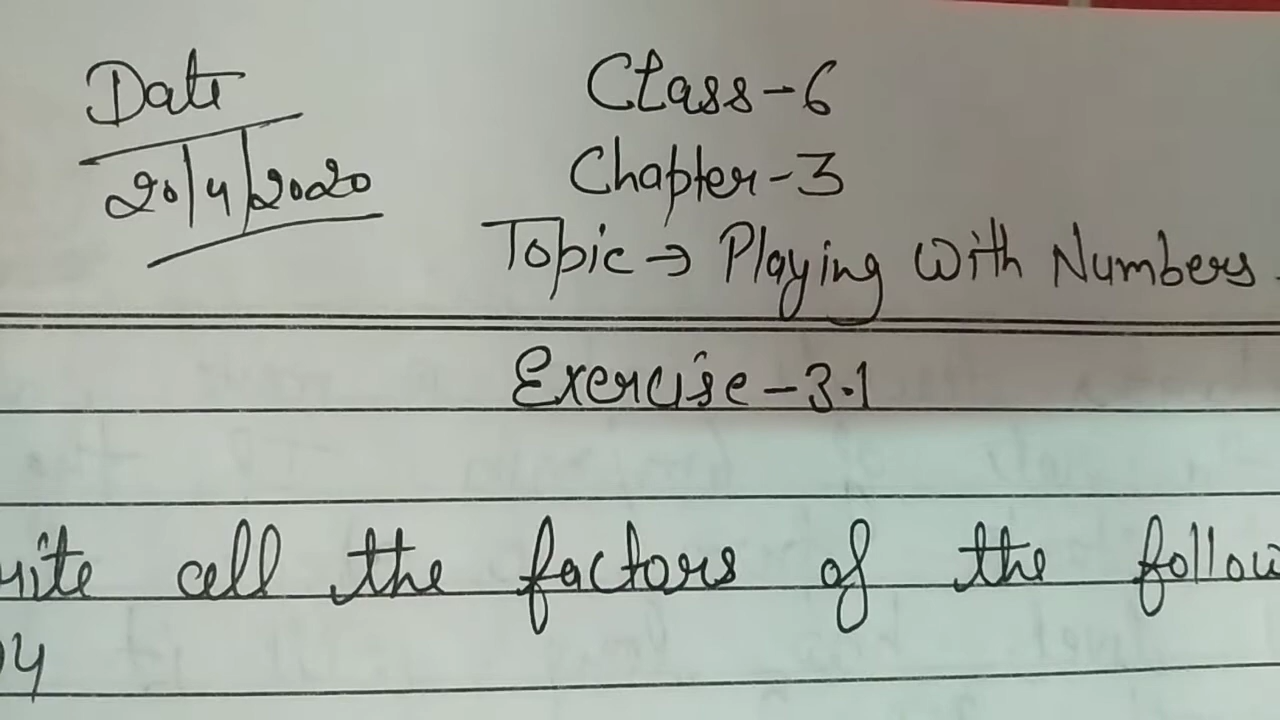 Date
20/4/2020
Class-6
Chapter-3
Topic → Playing With Numbers.
Exercise-3.1
all the factors of the